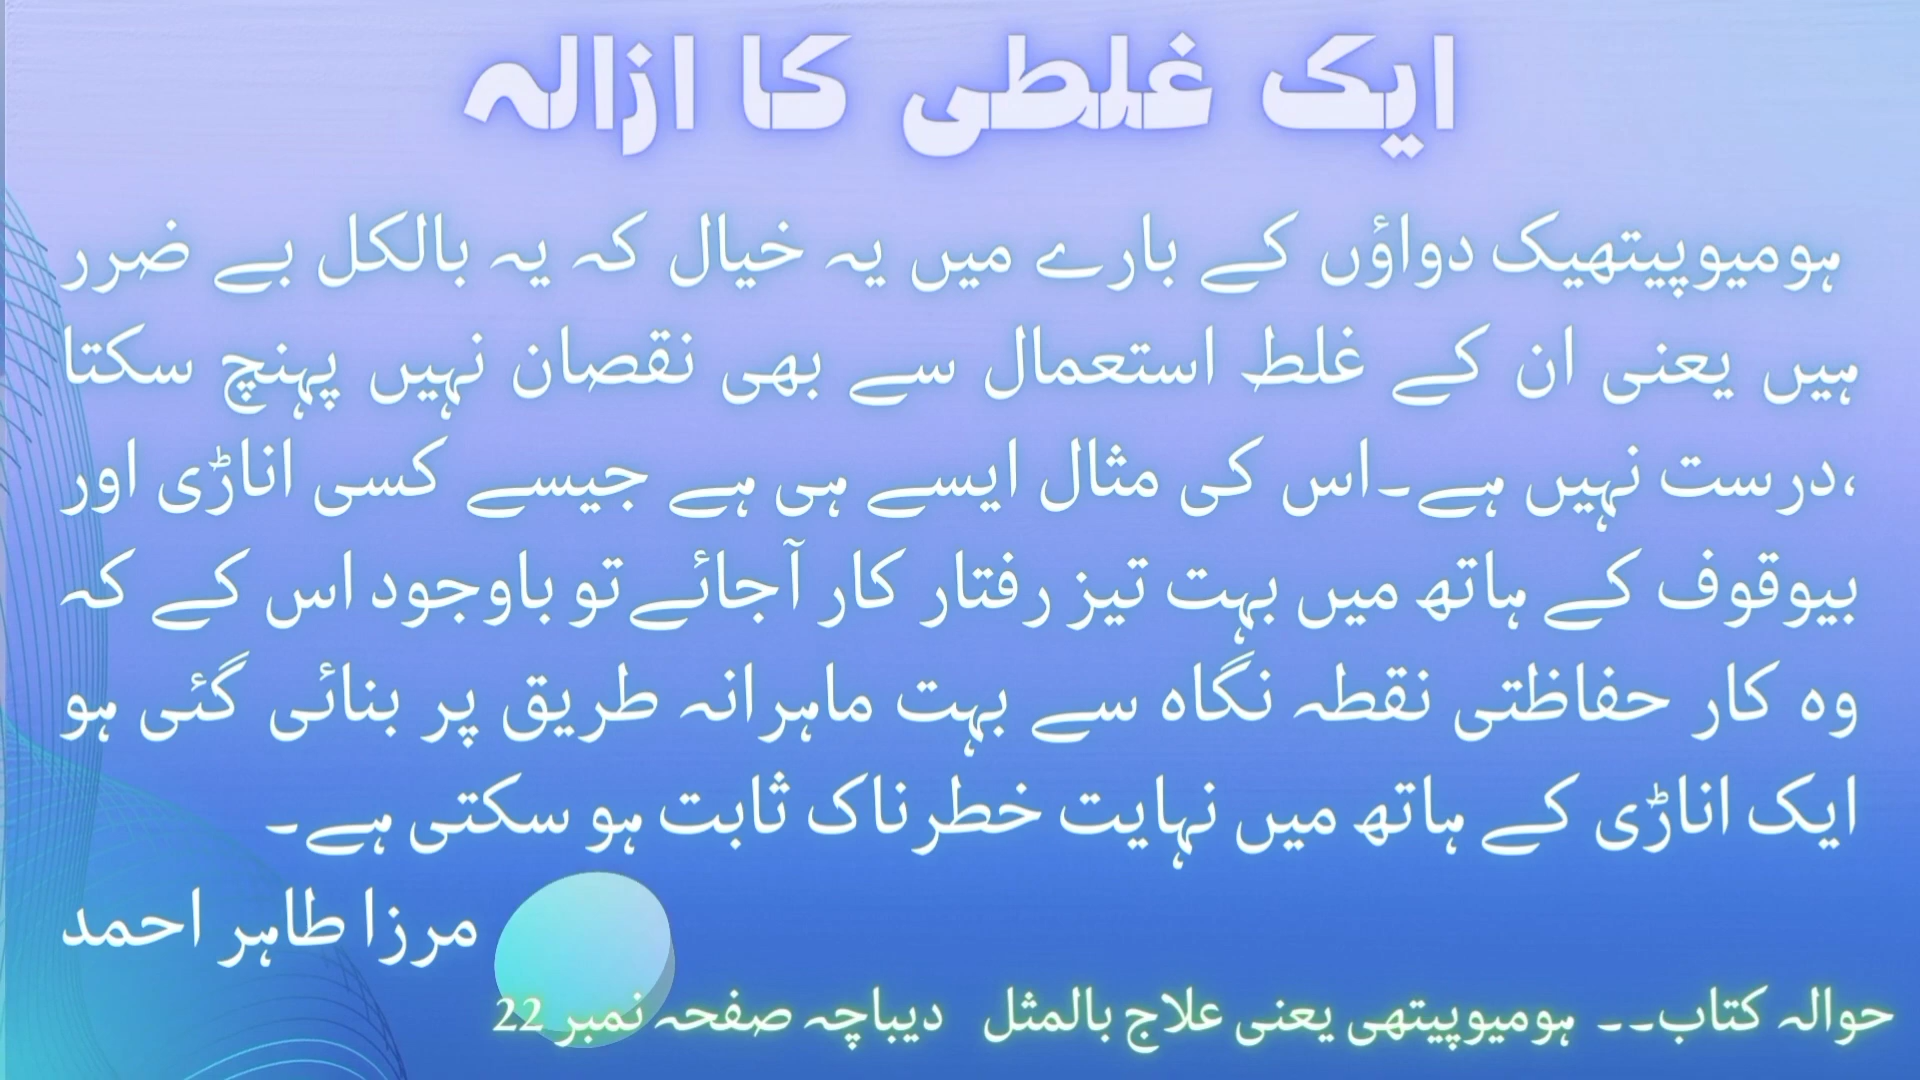 ایک غلطی کا ازالہ
ہومیوپیتھیک دواؤں کے بارے میں یہ خیال کہ یہ بالکل بے ضرر
ہیں یعنی ان کے غلط استعمال سے بھی نقصان نہیں پہنچ سکتا
،درست نہیں ہے۔اس کی مثال ایسے ہی ہے جیسے کسی اناڑی اور
بیوقوف کے ہاتھ میں بہت تیز رفتار کار آجائے تو باوجود اس کے کہ
وہ کار حفاظتی نقطہ نگاہ سے بہت ماہرانہ طریق پر بنائی گئی ہو
ایک اناڑی کے ہاتھ میں نہایت خطرناک ثابت ہو سکتی ہے۔
مرزا طاہر احمد
حوالہ کتاب۔۔ ہومیوپیتھی یعنی علاج بالمثل دیباچہ صفحہ نمبر 22